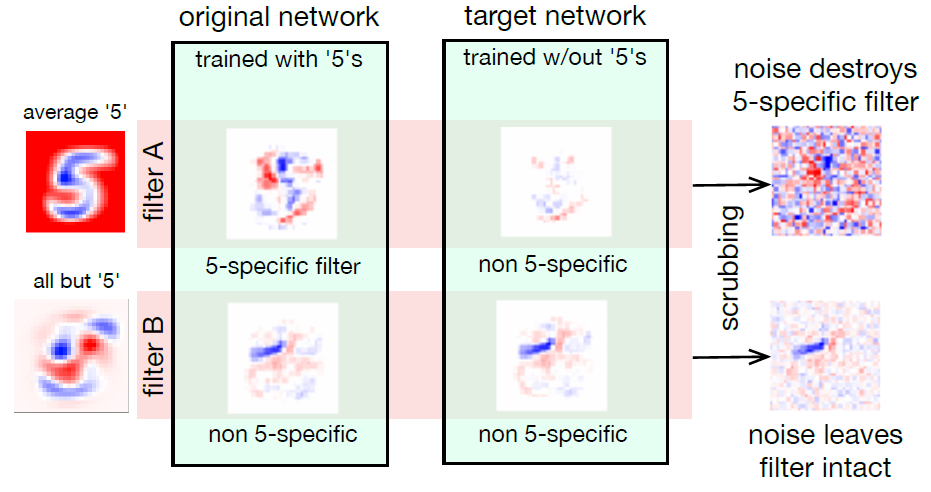 original network
target network
trained with '5's
trained w/out '5's
noise destroys
5-specific filter
average '5'
filter A
5-specific filter
non 5-specific
scrubbing
all but '5'
filter B
non 5-specific
non 5-specific
noise leaves
filter intact